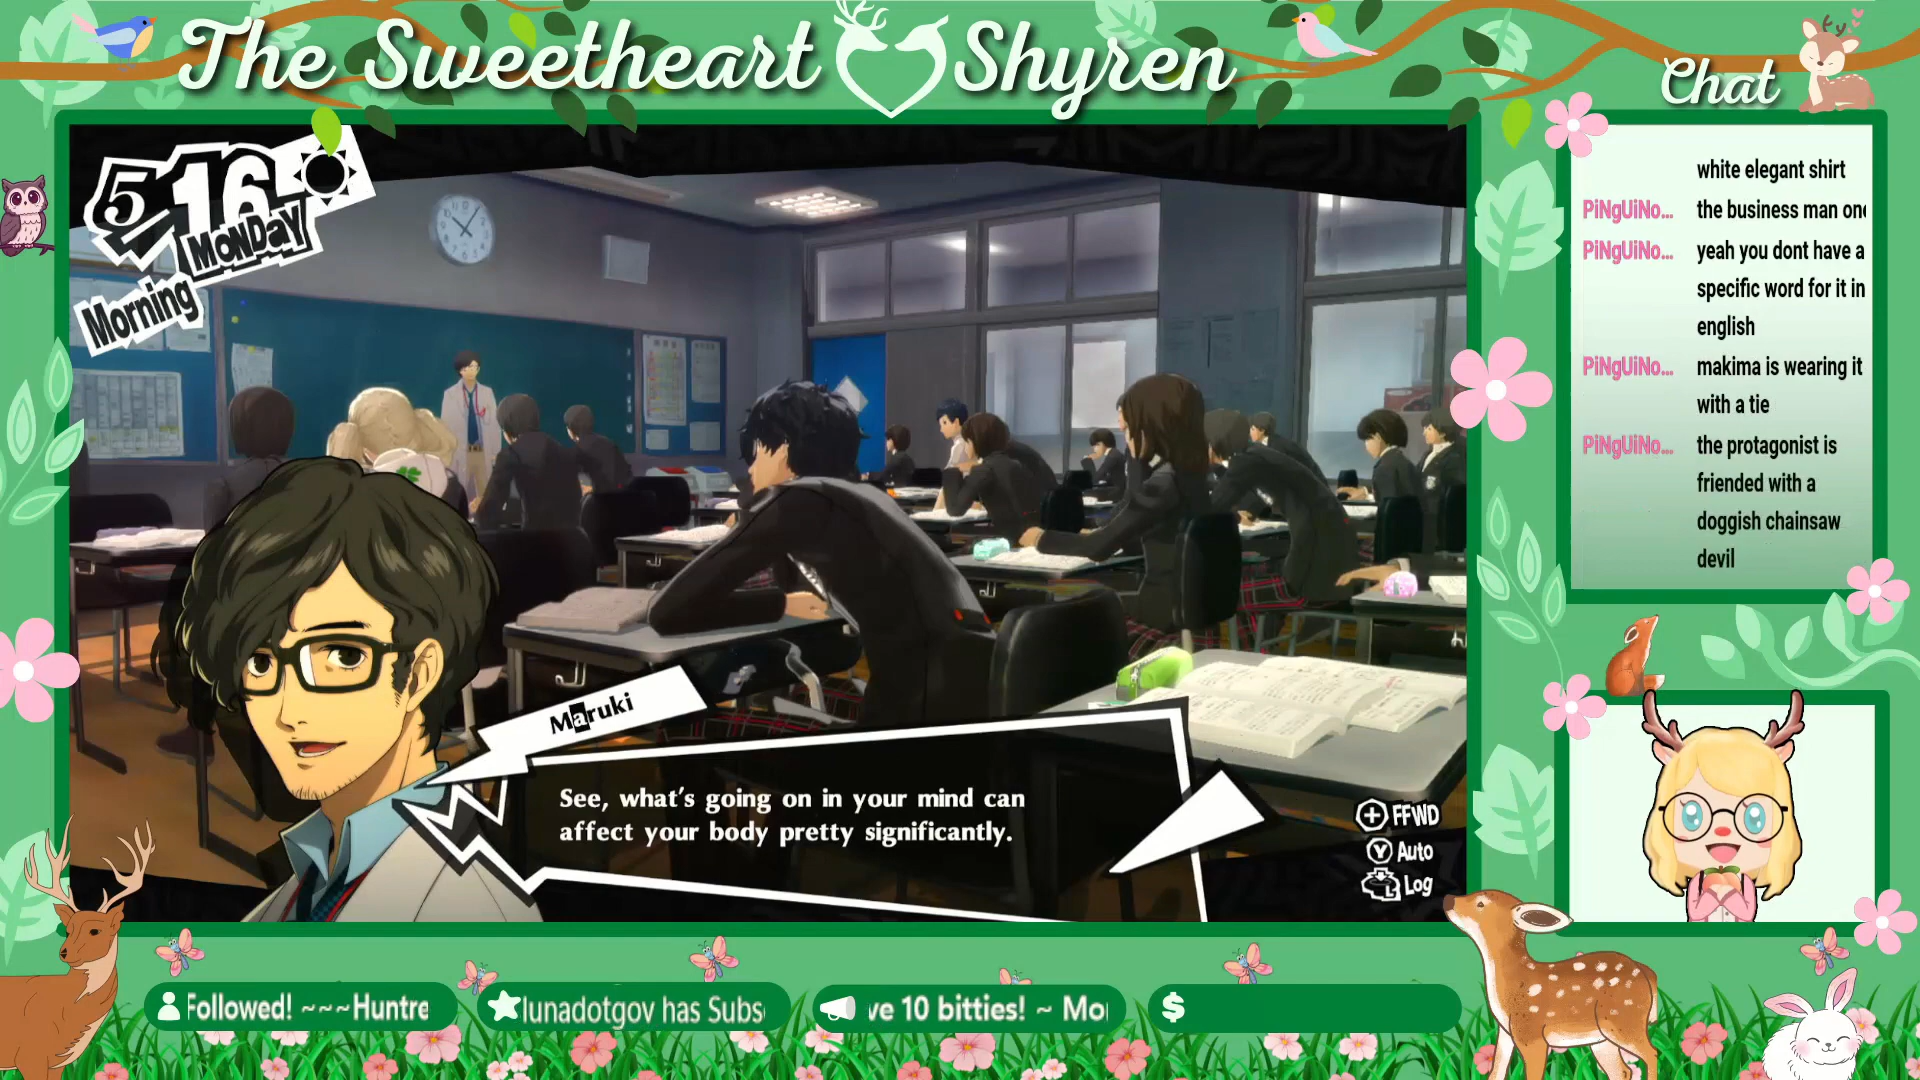 The Sweetheart Shyren
Chat
5/16
MONDAY
Morning
white elegant shirt
PiNgUiNo... the business man one
PiNgUiNo... yeah you dont have a
specific word for it in
english
PiNgUiNo... makima is wearing it
with a tie
PiNgUiNo... the protagonist is
friended with a
doggish chainsaw
devil
Maruki
See, what's going on in your mind can
affect your body pretty significantly.
FFWD
Y Auto
L Log
Followed! ~~~Huntre
lunadotgov has Subs
ve 10 bitties! ~ Mo
$